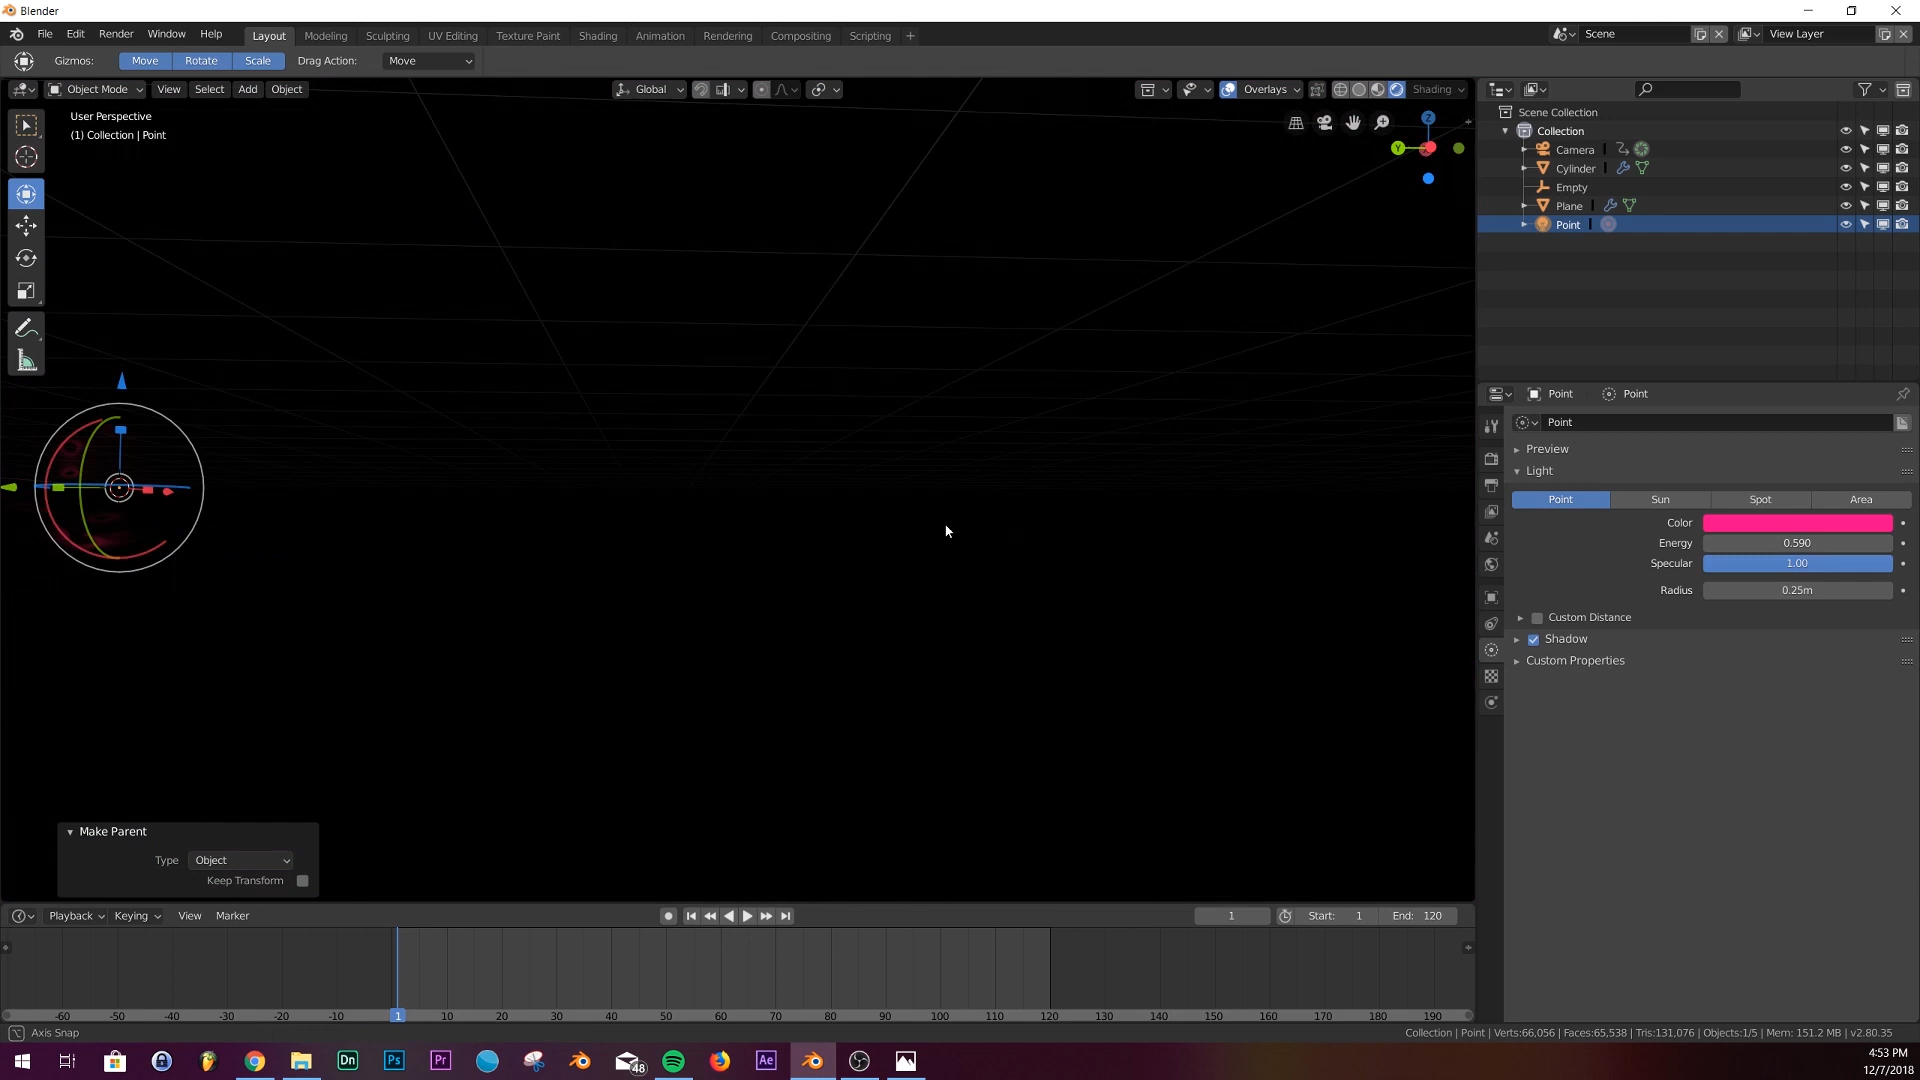 Blender
File Edit Render Window Help
Layout Modeling Sculpting UV Editing Texture Paint Shading Animation Rendering Compositing Scripting +
Scene
View Layer
Gizmos: Move Rotate Scale Drag Action: Move
Object Mode View Select Add Object
Global
Overlays
Shading
User Perspective
(1) Collection | Point
Z
Y
Scene Collection
Collection
Camera
Cylinder
Empty
Plane
Point
Point Point
Point
Preview
Light
Point Sun Spot Area
Color
Energy 0.590
Specular 1.00
Radius 0.25m
Custom Distance
Shadow
Custom Properties
Make Parent
Type Object
Keep Transform
Playback Keying View Marker
1
Start: 1
End: 120
-60 -50 -40 -30 -20 -10 1 10 20 30 40 50 60 70 80 90 100 110 120 130 140 150 160 170 180 190
Axis Snap
Collection | Point | Verts:66,056 | Faces:65,538 | Tris:131,076 | Objects:1/5 | Mem: 151.2 MB | v2.80.35
Dn Ps Pr 48 Ae
4:53 PM
12/7/2018